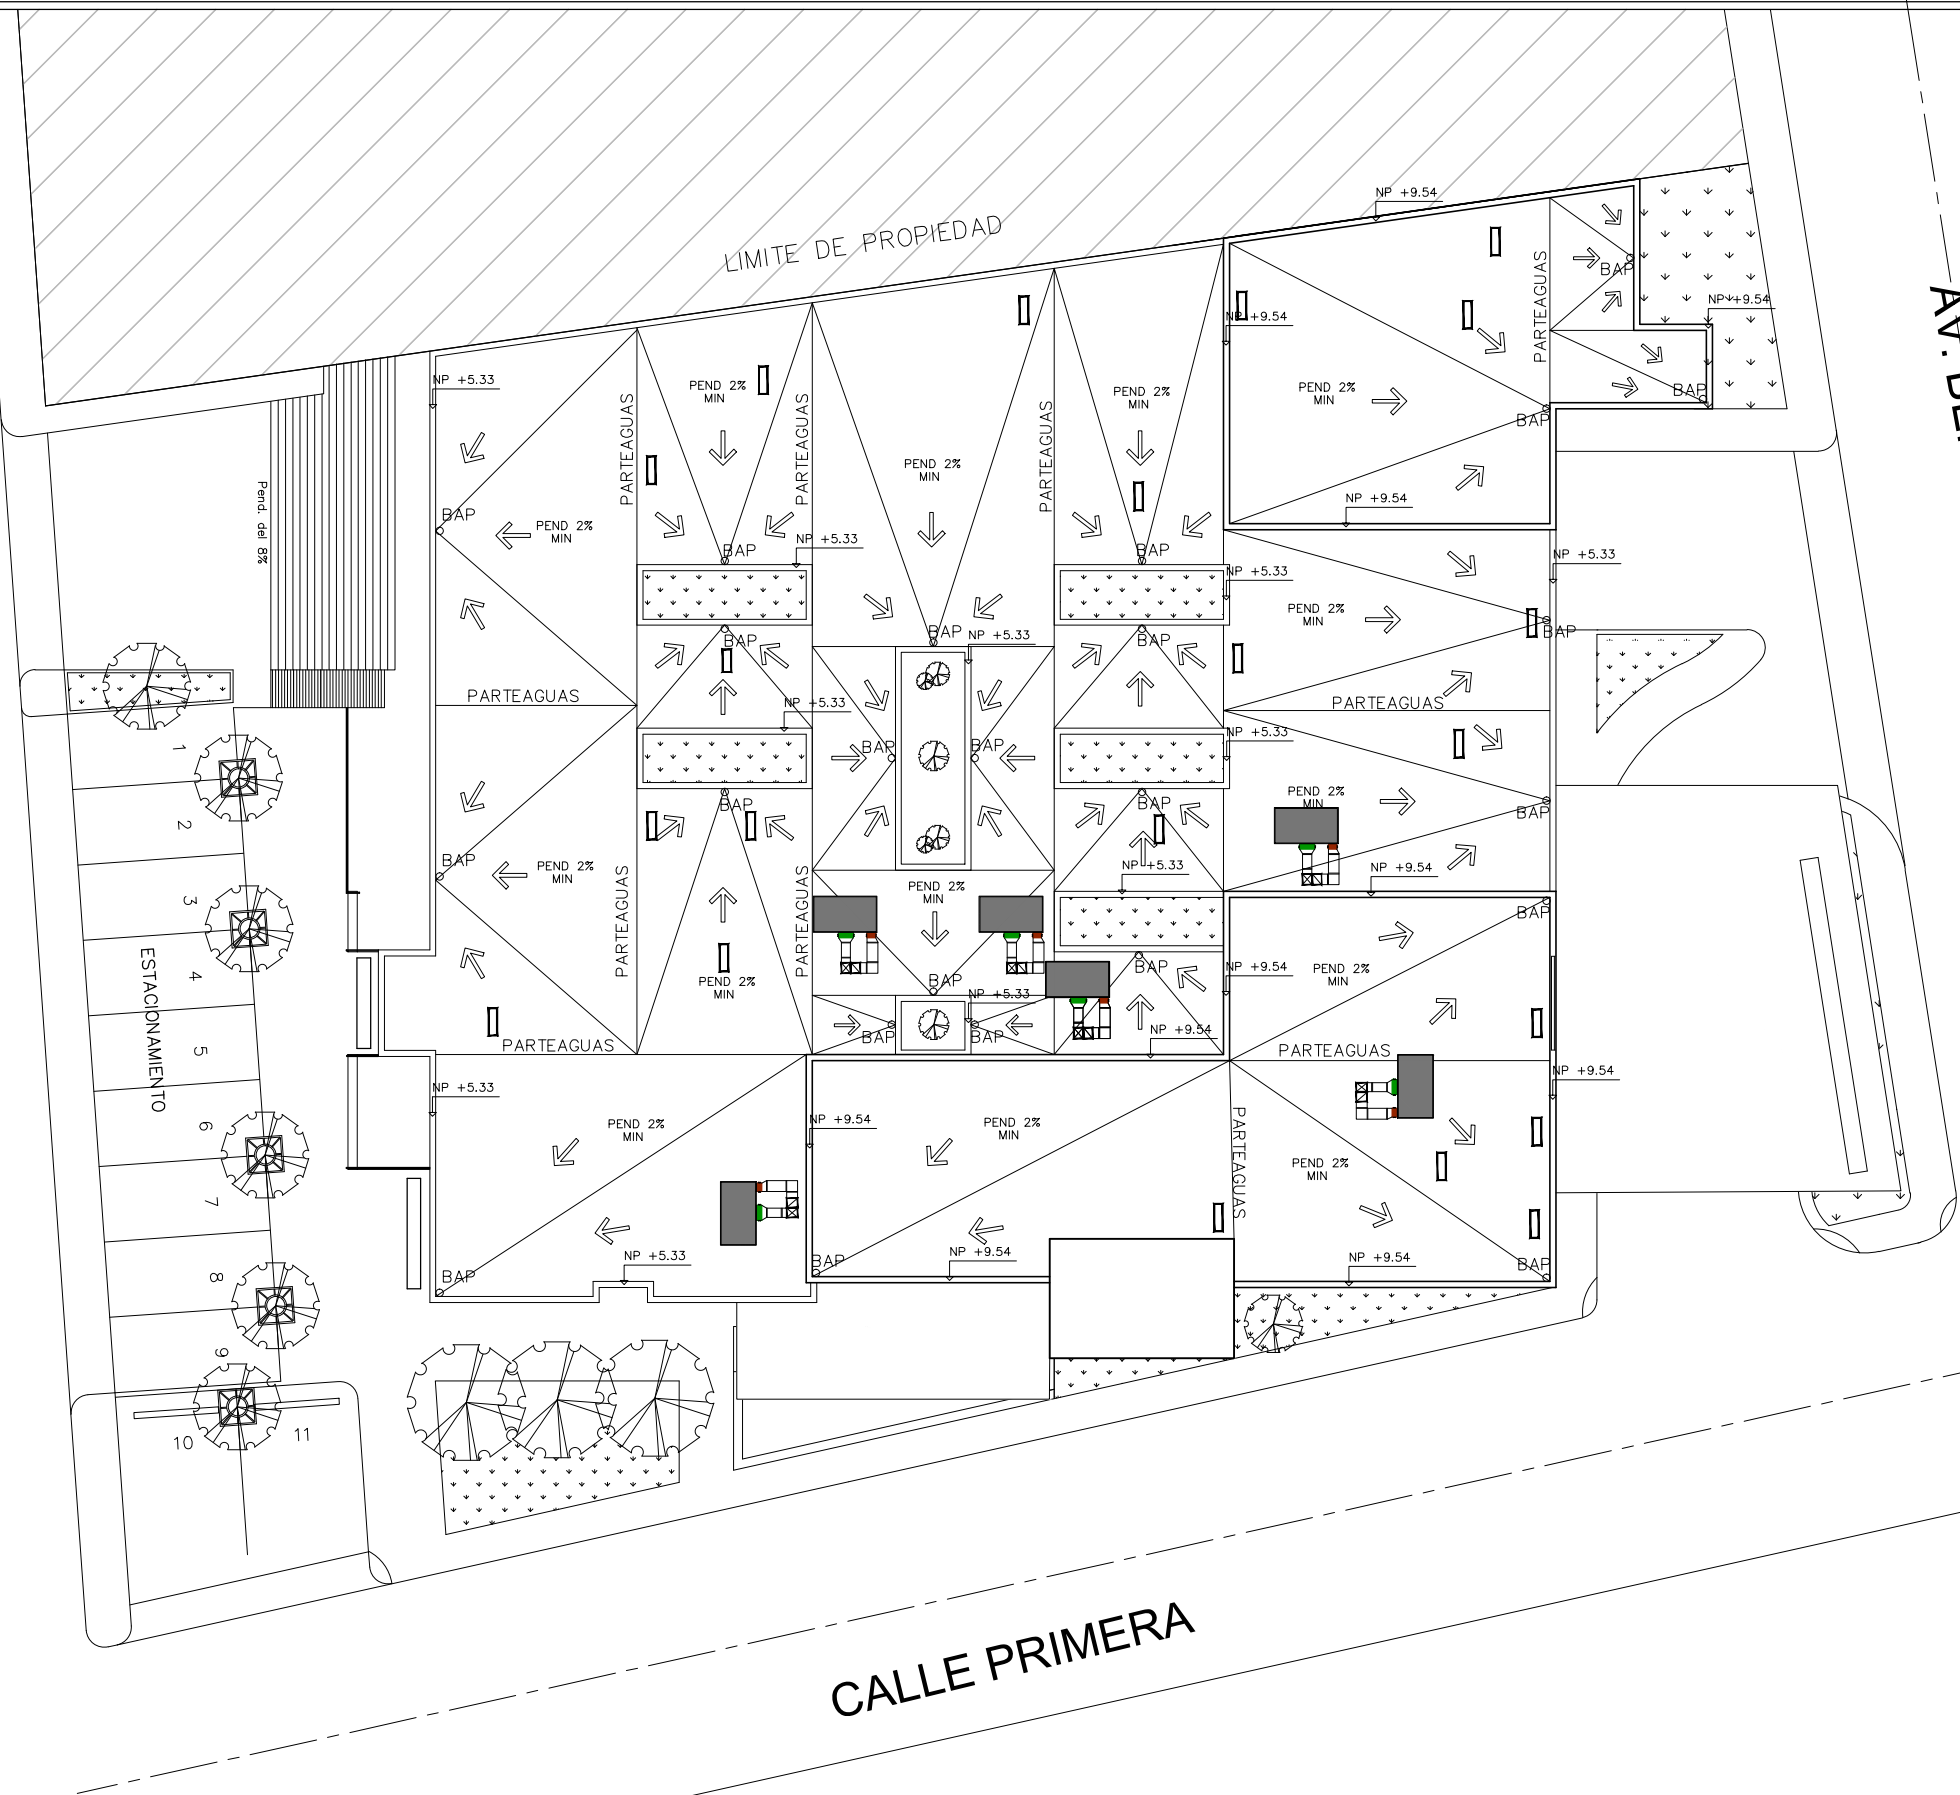 NP +9.54
LIMITE DE PROPIEDAD
PARTEAGUAS
BAP
NP +9.54
NP +9.54
NP +5.33
PEND 2%
MIN
PEND 2%
MIN
PEND 2%
MIN
BAP
BAP
PARTEAGUAS
PARTEAGUAS
PARTEAGUAS
PEND 2%
MIN
NP +9.54
Pend. del 8%
BAP
PEND 2%
MIN
NP +5.33
BAP
BAP
NP +5.33
NP +5.33
PEND 2%
MIN
BAP
BAP
NP +5.33
BAP
BAP
PARTEAGUAS
NP +5.33
PARTEAGUAS
1
BAP
BAP
NP +5.33
PEND 2%
MIN
2
BAP
BAP
BAP
BAP
PEND 2%
MIN
NP +5.33
NP +9.54
3
PARTEAGUAS
PARTEAGUAS
PEND 2%
MIN
BAP
ESTACIONAMIENTO
4
PEND 2%
MIN
BAP
BAP
NP +9.54
PEND 2%
MIN
NP +5.33
5
PARTEAGUAS
BAP
BAP
NP +9.54
PARTEAGUAS
NP +5.33
NP +9.54
6
PEND 2%
MIN
NP +9.54
PEND 2%
MIN
PARTEAGUAS
PEND 2%
MIN
7
NP +5.33
NP +9.54
NP +9.54
8
BAP
BAP
BAP
9
10
11
CALLE PRIMERA
AV.